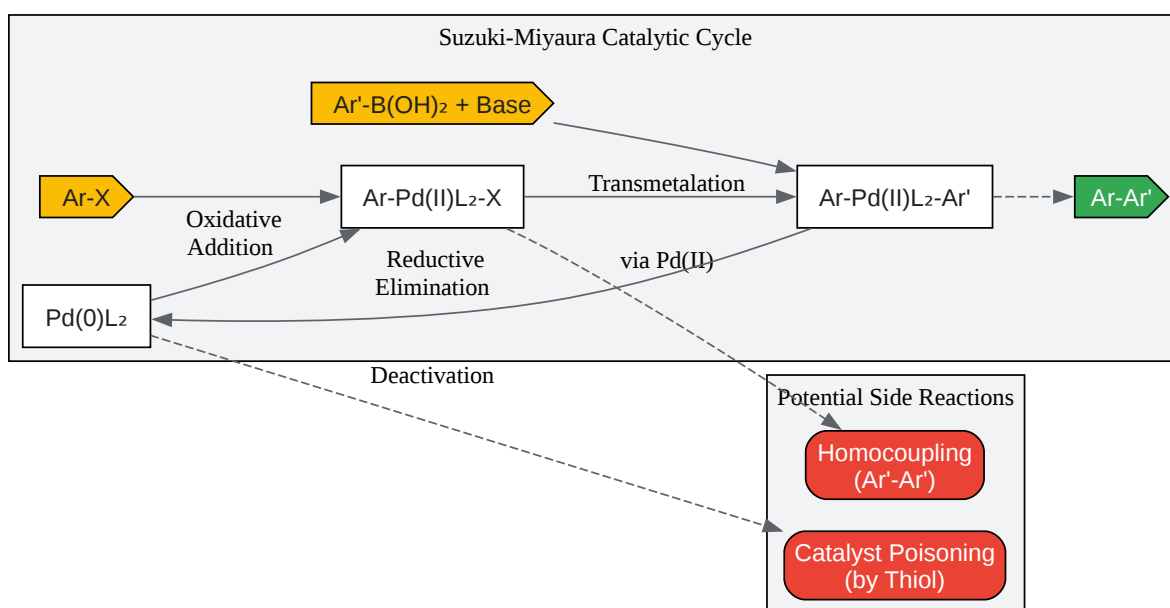 Suzuki-Miyaura Catalytic Cycle
Ar'-B(OH)₂ + Base
Ar-X
Oxidative
Addition
Ar-Pd(II)L₂-X
Transmetalation
Ar-Pd(II)L₂-Ar'
Ar-Ar'
Reductive
Elimination
via Pd(II)
Pd(0)L₂
Deactivation
Potential Side Reactions
Homocoupling
(Ar'-Ar')
Catalyst Poisoning
(by Thiol)